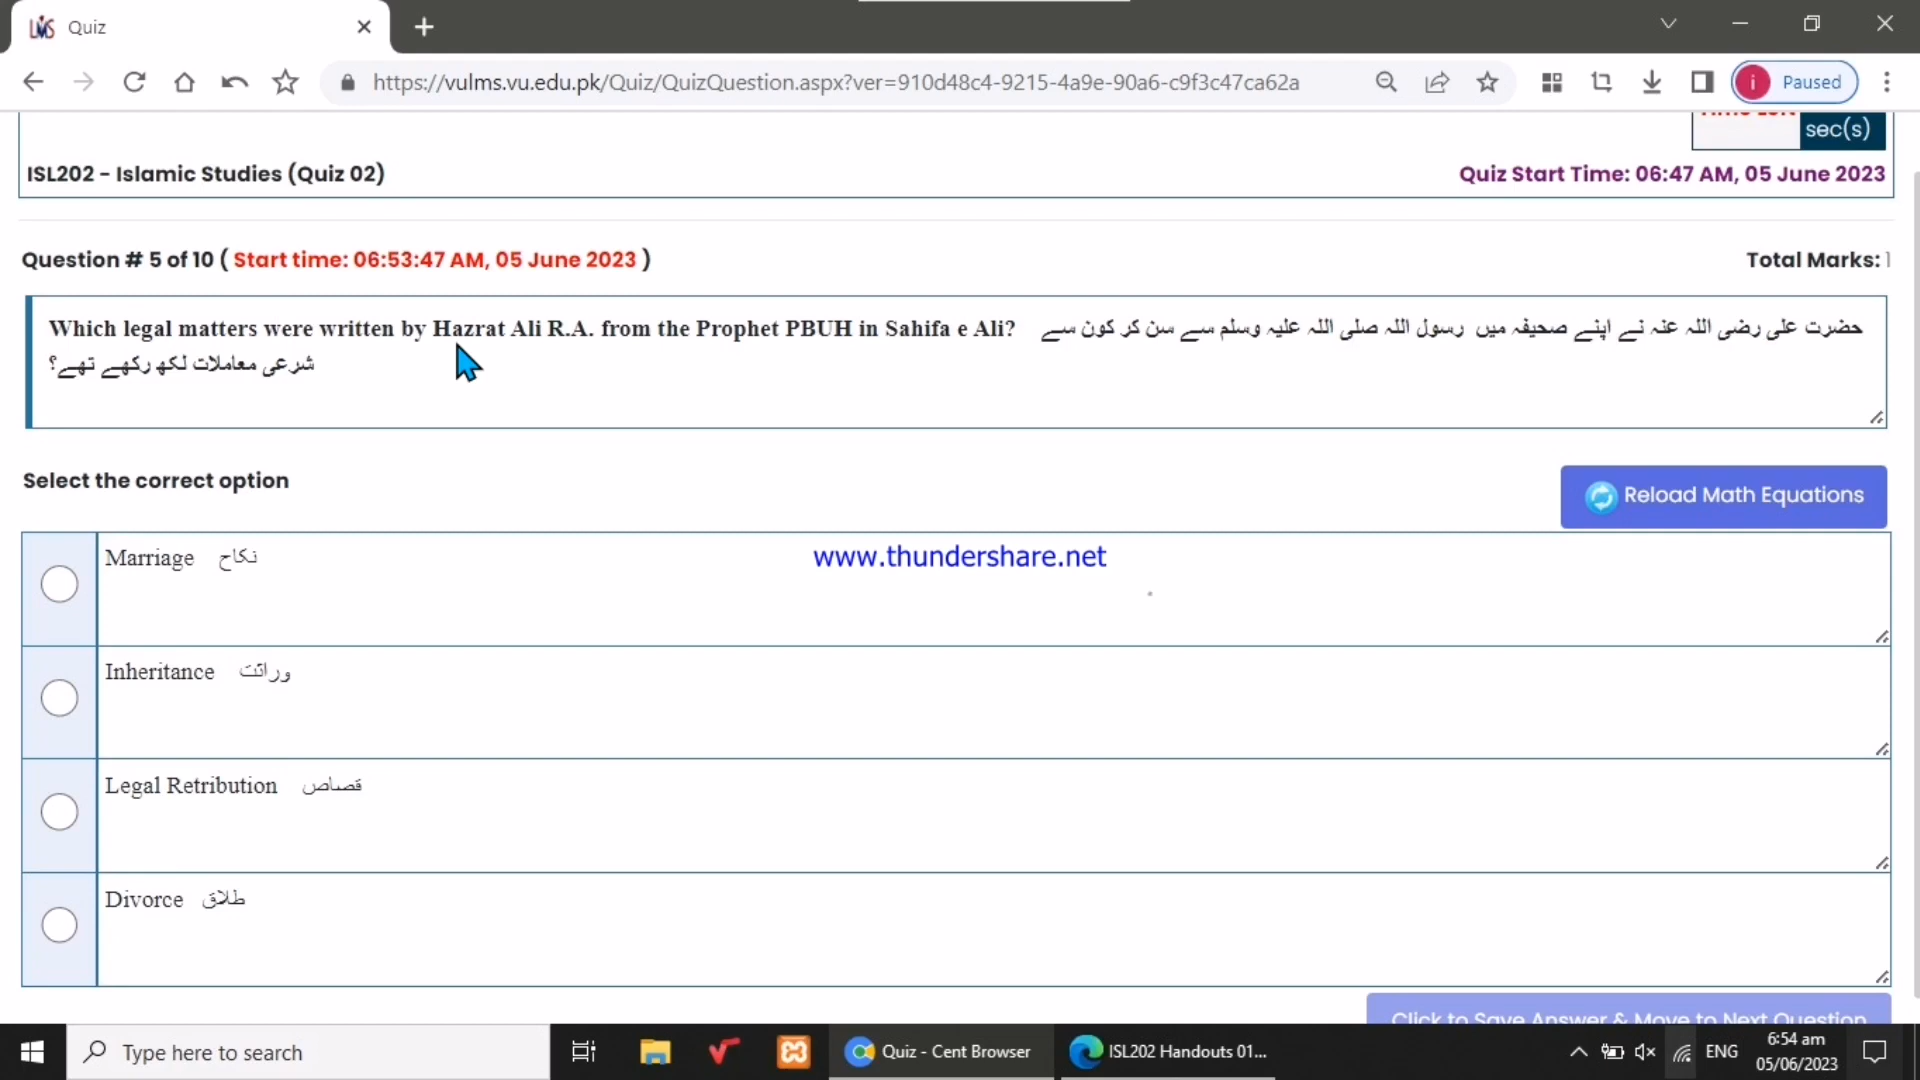 Quiz
https://vulms.vu.edu.pk/Quiz/QuizQuestion.aspx?ver=910d48c4-9215-4a9e-90a6-c9f3c47ca62a
i Paused
sec(s)
ISL202 - Islamic Studies (Quiz 02)
Quiz Start Time: 06:47 AM, 05 June 2023
Question # 5 of 10 ( Start time: 06:53:47 AM, 05 June 2023 )
Total Marks: 1
Which legal matters were written by Hazrat Ali R.A. from the Prophet PBUH in Sahifa e Ali? حضرت علی رضی اللہ عنہ نے اپنے صحیفہ میں رسول اللہ صلی اللہ علیہ وسلم سے سن کر کون سے
شرعی معاملات لکھ رکھے تھے؟
Select the correct option
Reload Math Equations
Marriage نکاح
www.thundershare.net
Inheritance وراثت
Legal Retribution قصاص
Divorce طلاق
Click to Save Answer & Move to Next Question
Type here to search
Quiz - Cent Browser
ISL202 Handouts 01...
ENG
6:54 am
05/06/2023